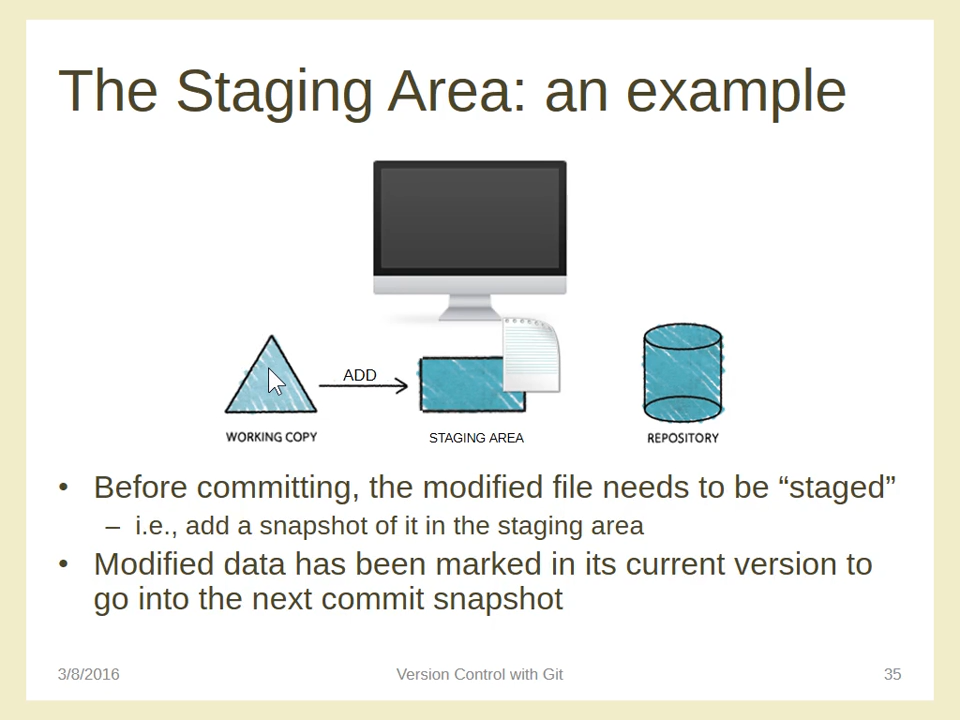 The Staging Area: an example
ADD
WORKING COPY
STAGING AREA
REPOSITORY
• Before committing, the modified file needs to be “staged”
– i.e., add a snapshot of it in the staging area
• Modified data has been marked in its current version to
go into the next commit snapshot
3/8/2016
Version Control with Git
35